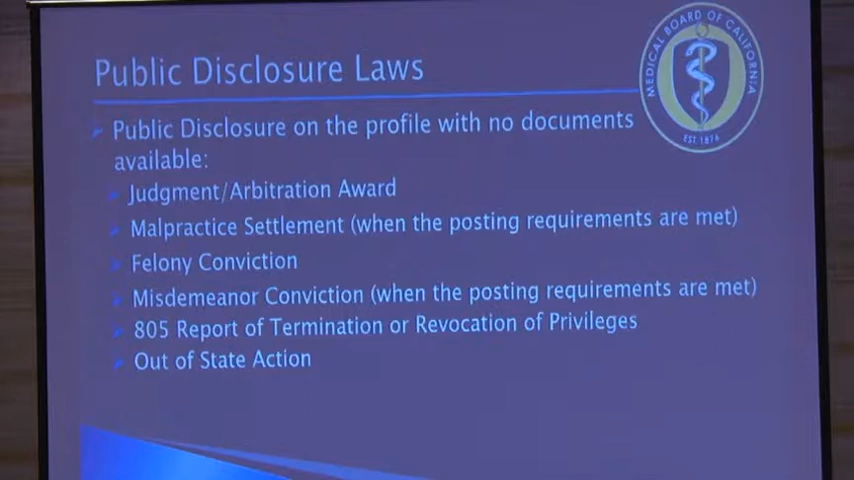 Public Disclosure Laws
MEDICAL BOARD OF CALIFORNIA
EST. 1876
Public Disclosure on the profile with no documents
available:
Judgment/Arbitration Award
Malpractice Settlement (when the posting requirements are met)
Felony Conviction
Misdemeanor Conviction (when the posting requirements are met)
805 Report of Termination or Revocation of Privileges
Out of State Action